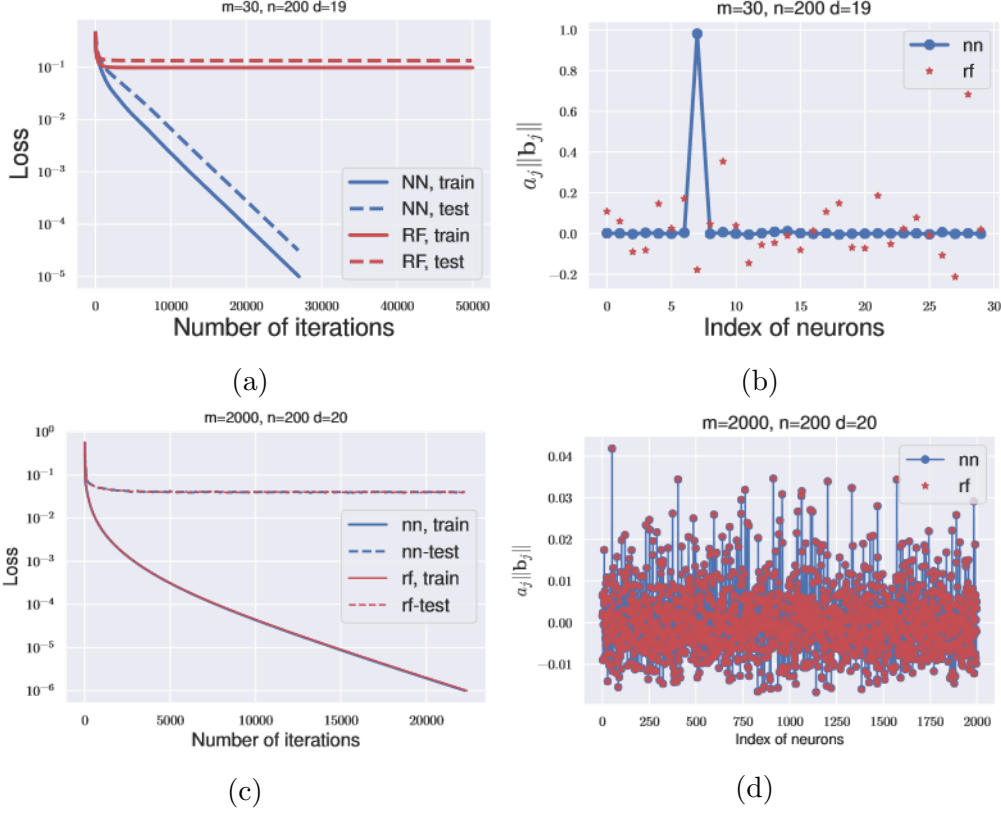 m=30, n=200 d=19
10⁻¹
10⁻²
10⁻³
10⁻⁴
10⁻⁵
Loss
NN, train
NN, test
RF, train
RF, test
0 10000 20000 30000 40000 50000
Number of iterations
(a)
m=30, n=200 d=19
1.0
0.8
0.6
0.4
0.2
0.0
−0.2
a_j||b_j||
nn
rf
0 5 10 15 20 25 30
Index of neurons
(b)
m=2000, n=200 d=20
10⁰
10⁻¹
10⁻²
10⁻³
10⁻⁴
10⁻⁵
10⁻⁶
Loss
nn, train
nn-test
rf, train
rf-test
0 5000 10000 15000 20000
Number of iterations
(c)
m=2000, n=200 d=20
0.04
0.03
0.02
0.01
0.00
−0.01
a_j||b_j||
nn
rf
0 250 500 750 1000 1250 1500 1750 2000
Index of neurons
(d)